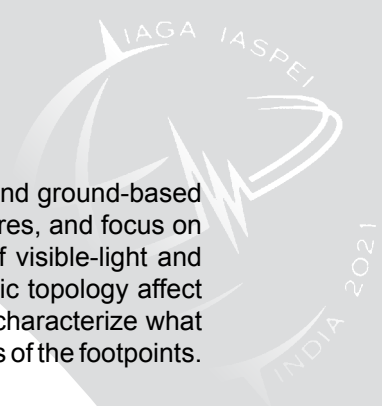 IAGA IASPEI
INDIA 2021
nd ground-based
res, and focus on
f visible-light and
ic topology affect
characterize what
s of the footpoints.